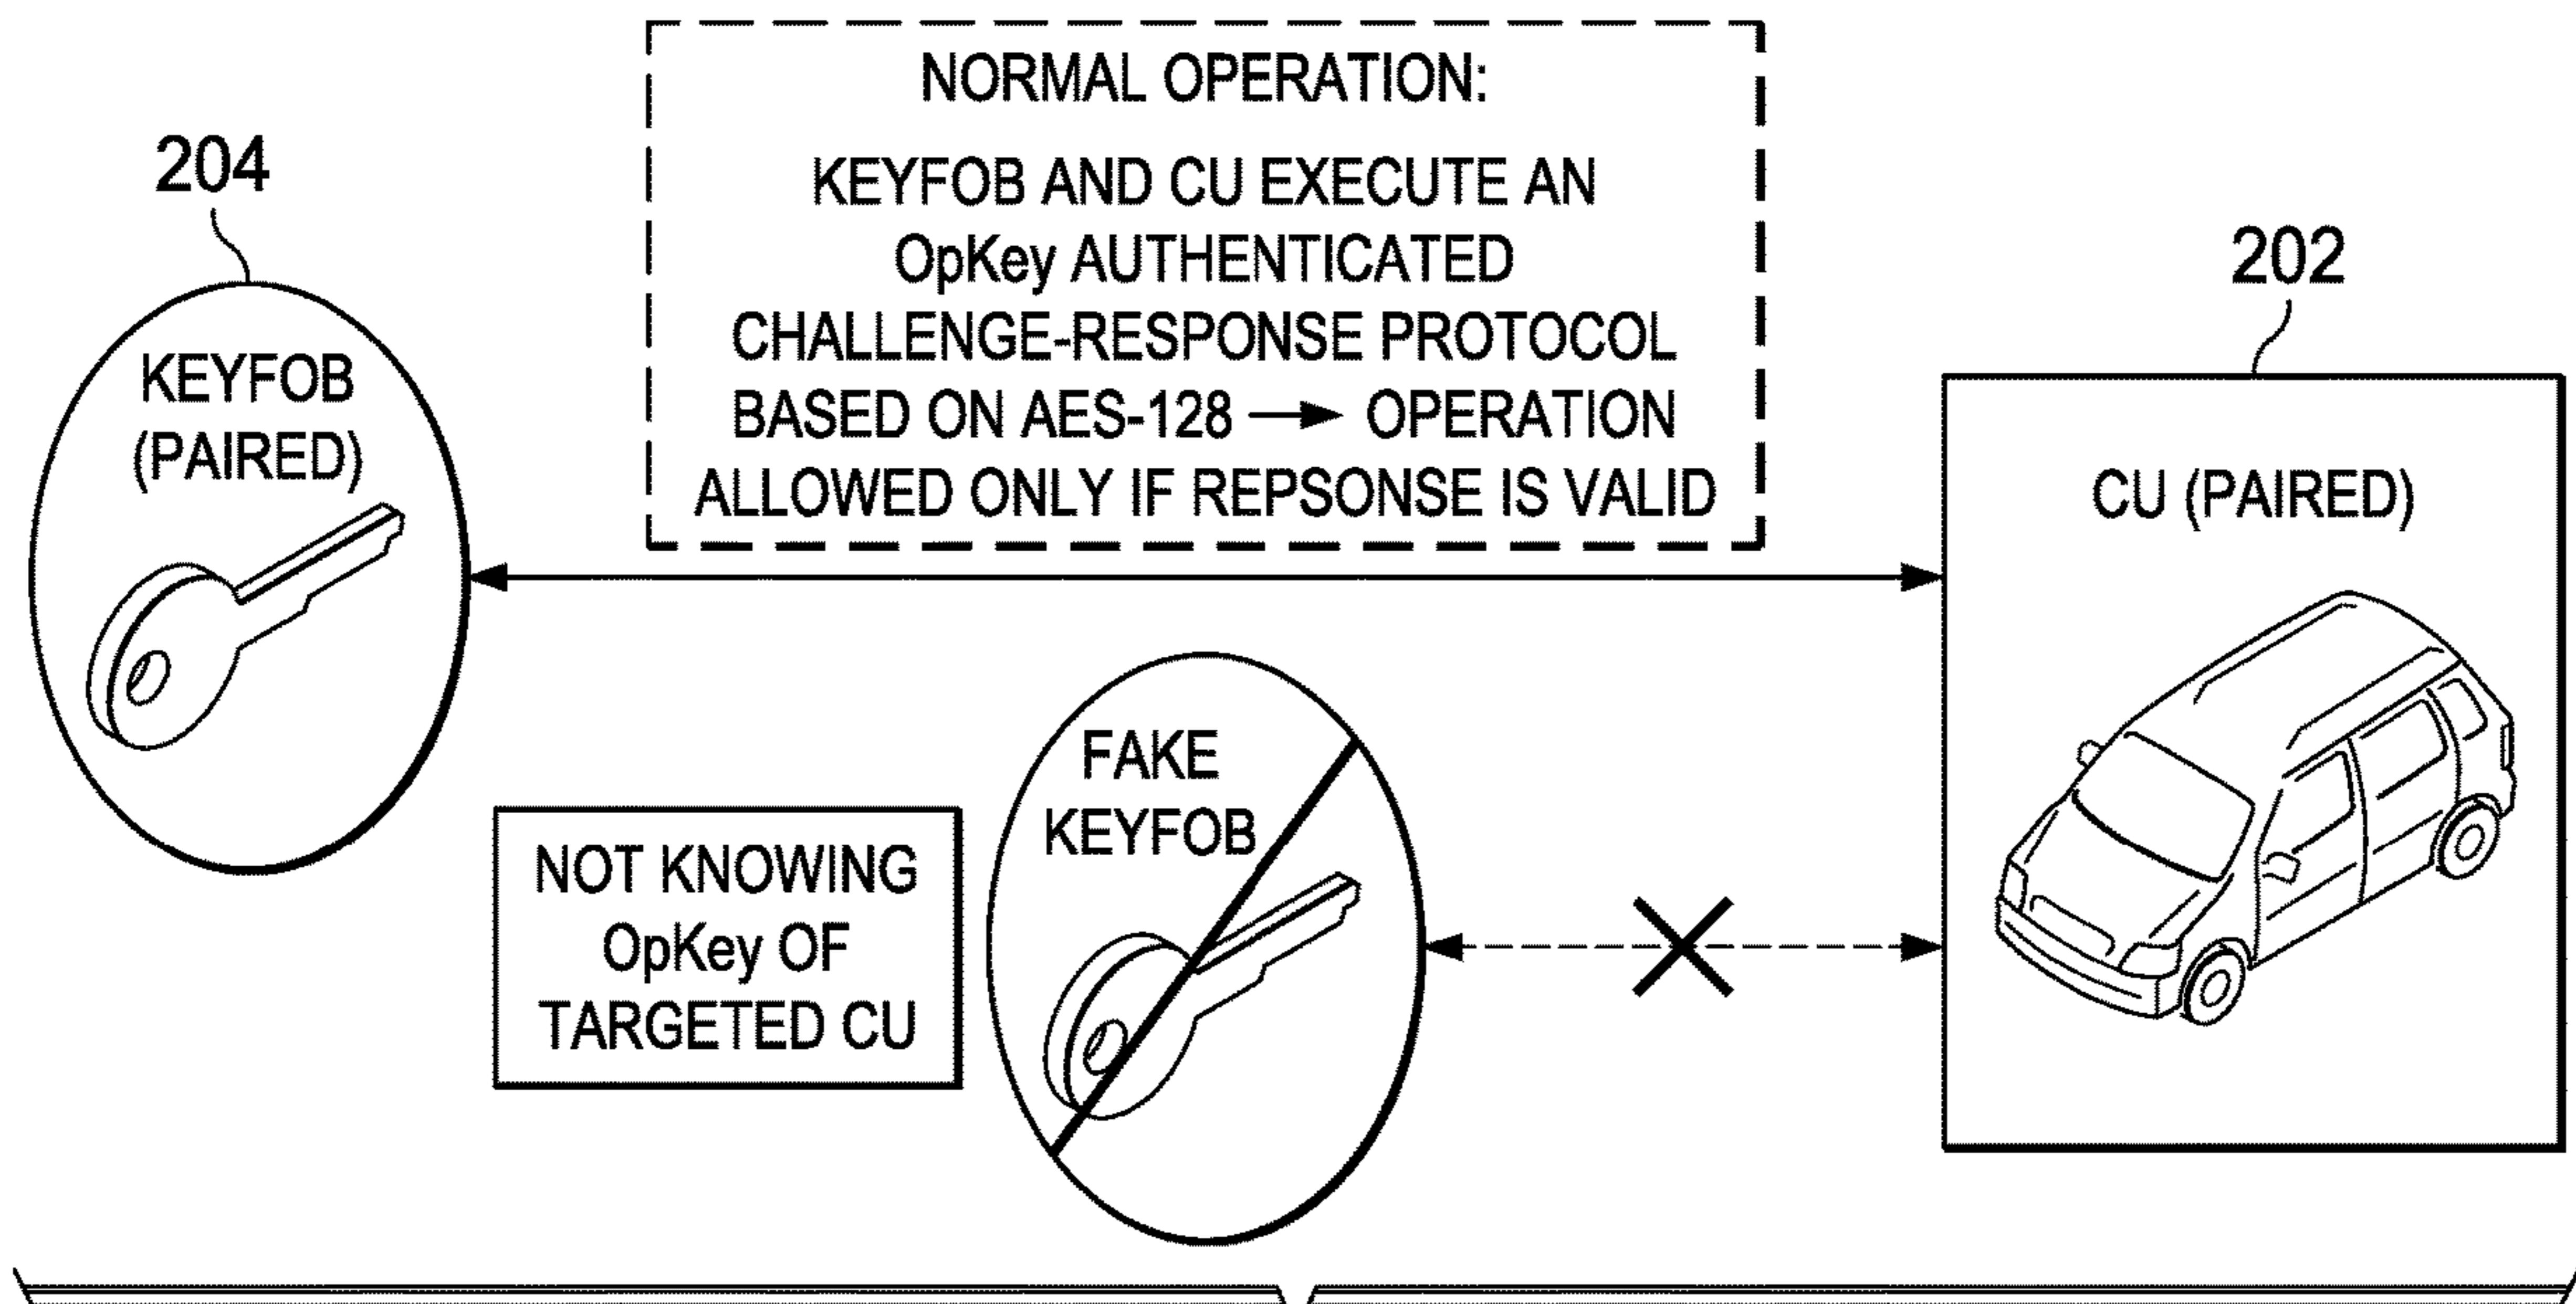 NORMAL OPERATION:
KEYFOB AND CU EXECUTE AN
OpKey AUTHENTICATED
CHALLENGE-RESPONSE PROTOCOL
BASED ON AES-128 → OPERATION
ALLOWED ONLY IF REPSONSE IS VALID
204
KEYFOB
(PAIRED)
202
CU (PAIRED)
FAKE
KEYFOB
NOT KNOWING
OpKey OF
TARGETED CU